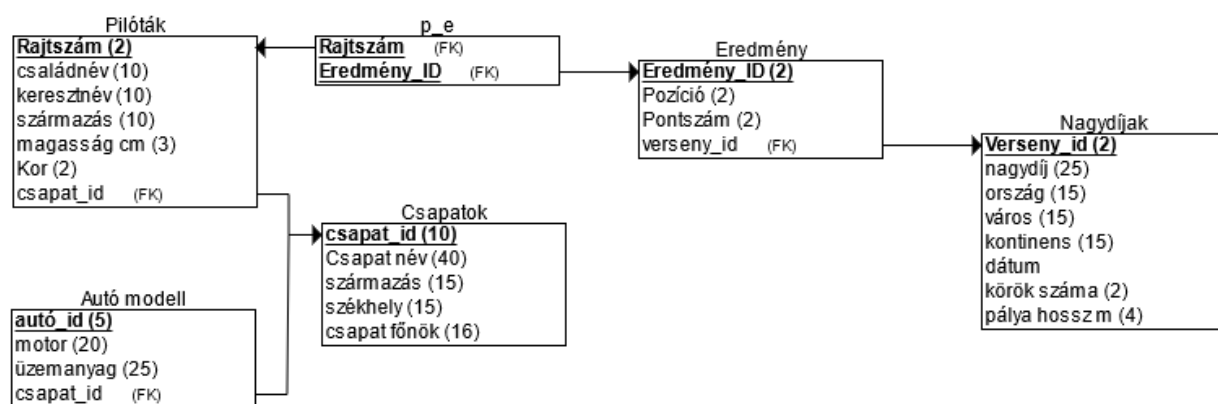 Pilóták
Rajtszám (2)
családnév (10)
keresztnév (10)
származás (10)
magasság cm (3)
Kor (2)
csapat_id (FK)
p_e
Rajtszám (FK)
Eredmény_ID (FK)
Eredmény
Eredmény_ID (2)
Pozíció (2)
Pontszám (2)
verseny_id (FK)
Nagydíjak
Verseny_id (2)
nagydíj (25)
ország (15)
város (15)
kontinens (15)
dátum
körök száma (2)
pálya hossz m (4)
Csapatok
csapat_id (10)
Csapat név (40)
származás (15)
székhely (15)
csapat főnök (16)
Autó modell
autó_id (5)
motor (20)
üzemanyag (25)
csapat_id (FK)